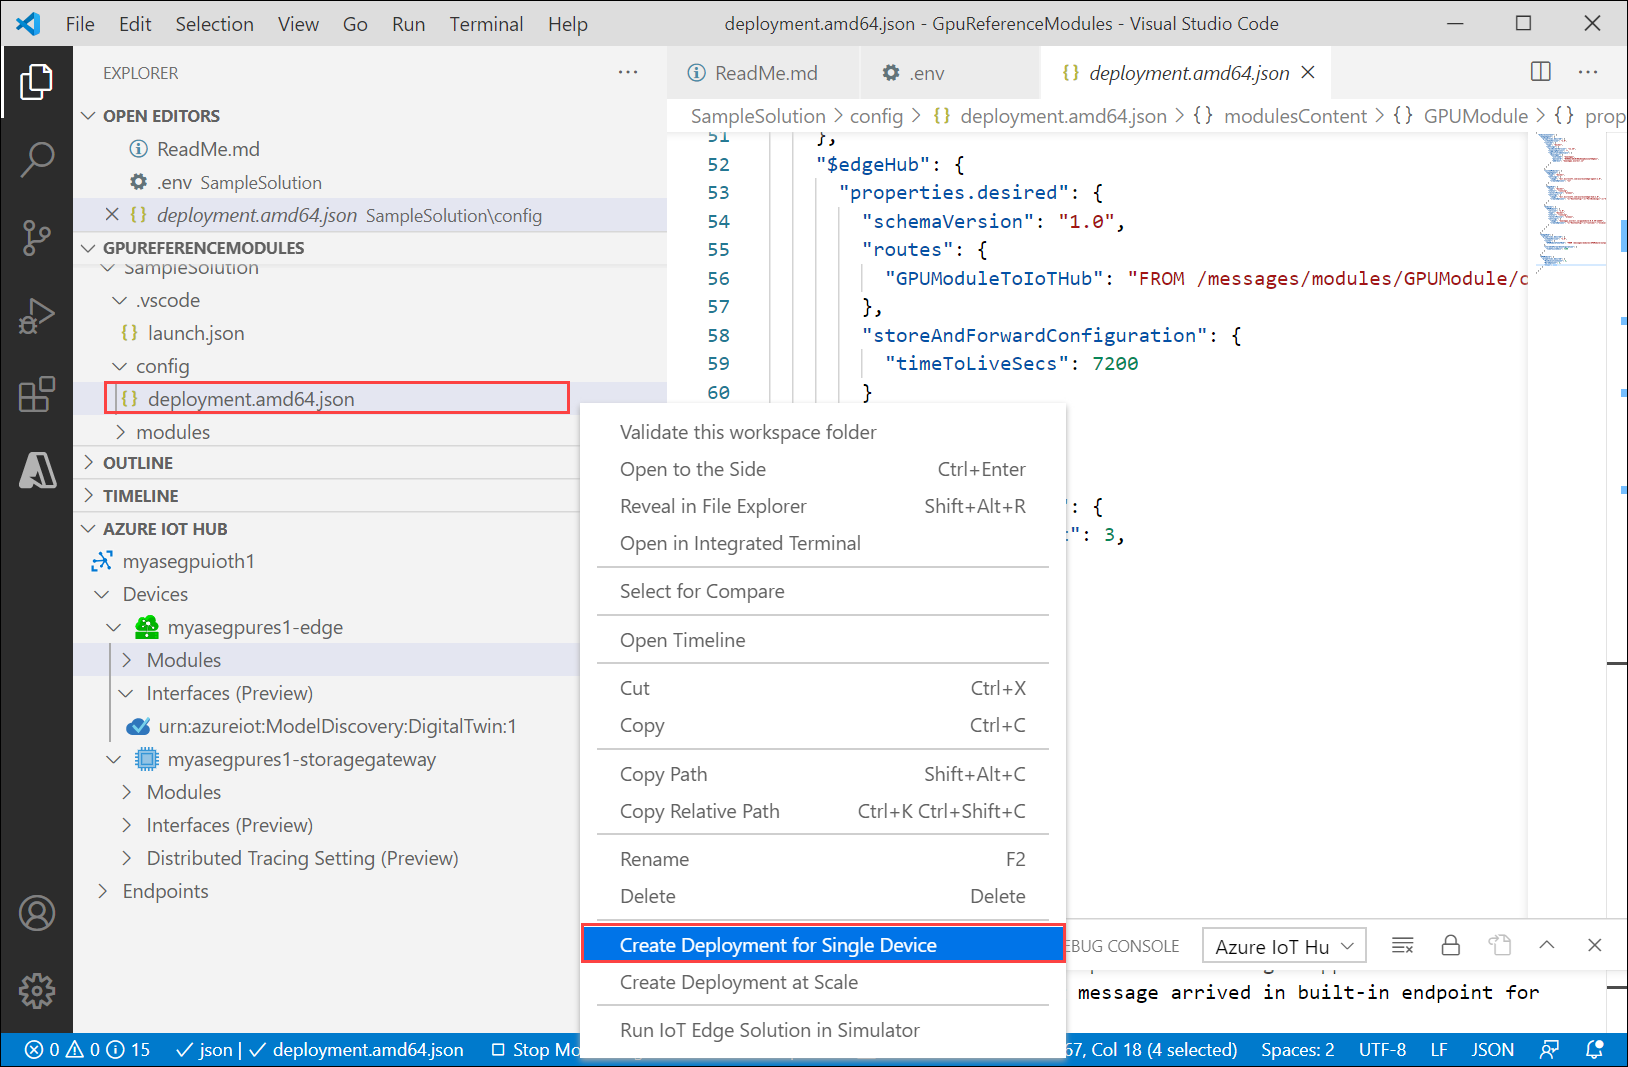 File Edit Selection View Go Run Terminal Help deployment.amd64.json - GpuReferenceModules - Visual Studio Code
EXPLORER
OPEN EDITORS
ReadMe.md
.env SampleSolution
deployment.amd64.json SampleSolution\config
GPUREFERENCEMODULES
SampleSolution
.vscode
{} launch.json
config
{} deployment.amd64.json
modules
OUTLINE
TIMELINE
AZURE IOT HUB
myasegpuioth1
Devices
myasegpures1-edge
Modules
Interfaces (Preview)
urn:azureiot:ModelDiscovery:DigitalTwin:1
myasegpures1-storagegateway
Modules
Interfaces (Preview)
Distributed Tracing Setting (Preview)
Endpoints
ReadMe.md .env {} deployment.amd64.json
SampleSolution > config > {} deployment.amd64.json > {} modulesContent > {} GPUModule > {} prop
51 },
52 "$edgeHub": {
53 "properties.desired": {
54 "schemaVersion": "1.0",
55 "routes": {
56 "GPUModuleToIoTHub": "FROM /messages/modules/GPUModule/o
57 },
58 "storeAndForwardConfiguration": {
59 "timeToLiveSecs": 7200
60 }
": {
": 3,
Validate this workspace folder
Open to the Side Ctrl+Enter
Reveal in File Explorer Shift+Alt+R
Open in Integrated Terminal
Select for Compare
Open Timeline
Cut Ctrl+X
Copy Ctrl+C
Copy Path Shift+Alt+C
Copy Relative Path Ctrl+K Ctrl+Shift+C
Rename F2
Delete Delete
Create Deployment for Single Device
Create Deployment at Scale
Run IoT Edge Solution in Simulator
EBUG CONSOLE Azure IoT Hu
message arrived in built-in endpoint for
0 0 15 json | deployment.amd64.json Stop Mo 67, Col 18 (4 selected) Spaces: 2 UTF-8 LF JSON